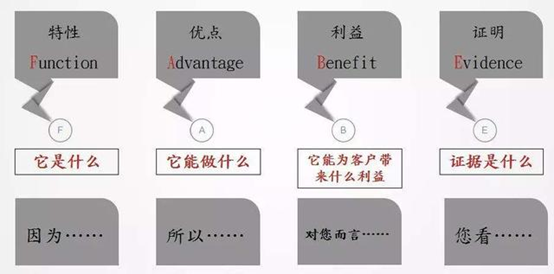 特性
Function
优点
Advantage
利益
Benefit
证明
Evidence
F
A
B
E
它是什么
它能做什么
它能为客户带
来什么利益
证据是什么
因为……
所以……
对您而言……
您看……